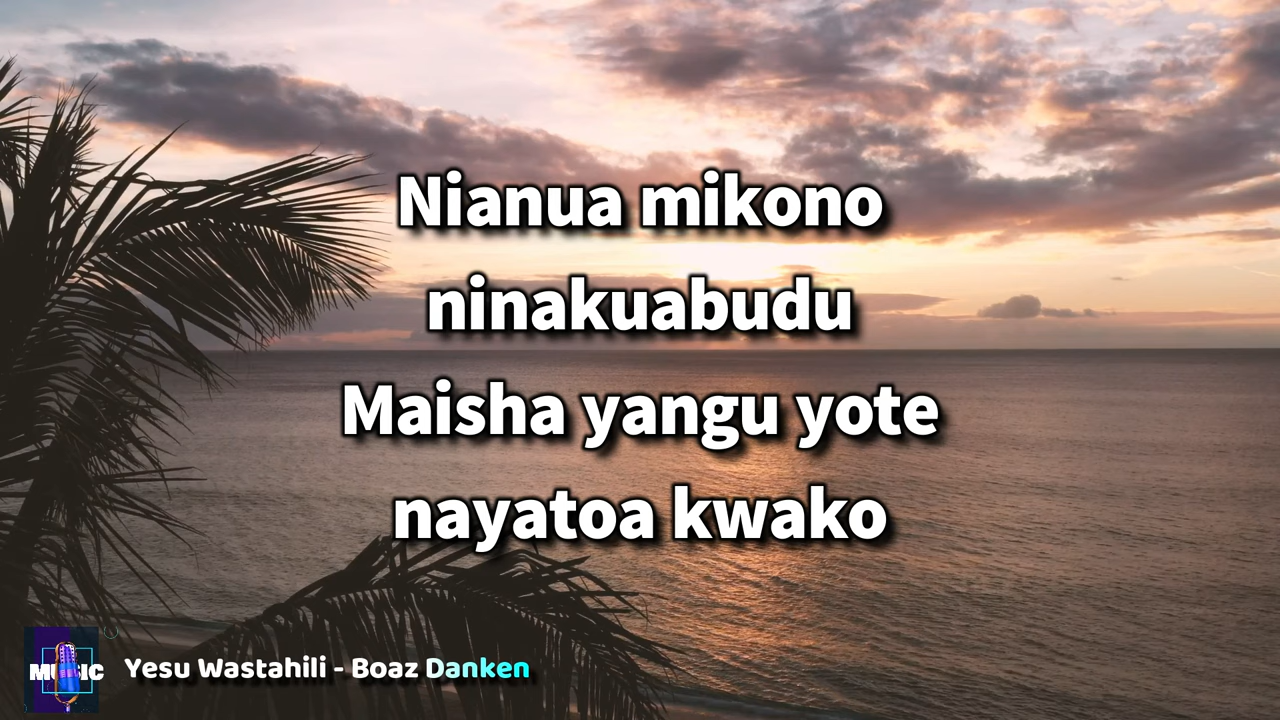 Nianua mikono
ninakuabudu
Maisha yangu yote
nayatoa kwako
MUSIC
Yesu Wastahili - Boaz Danken